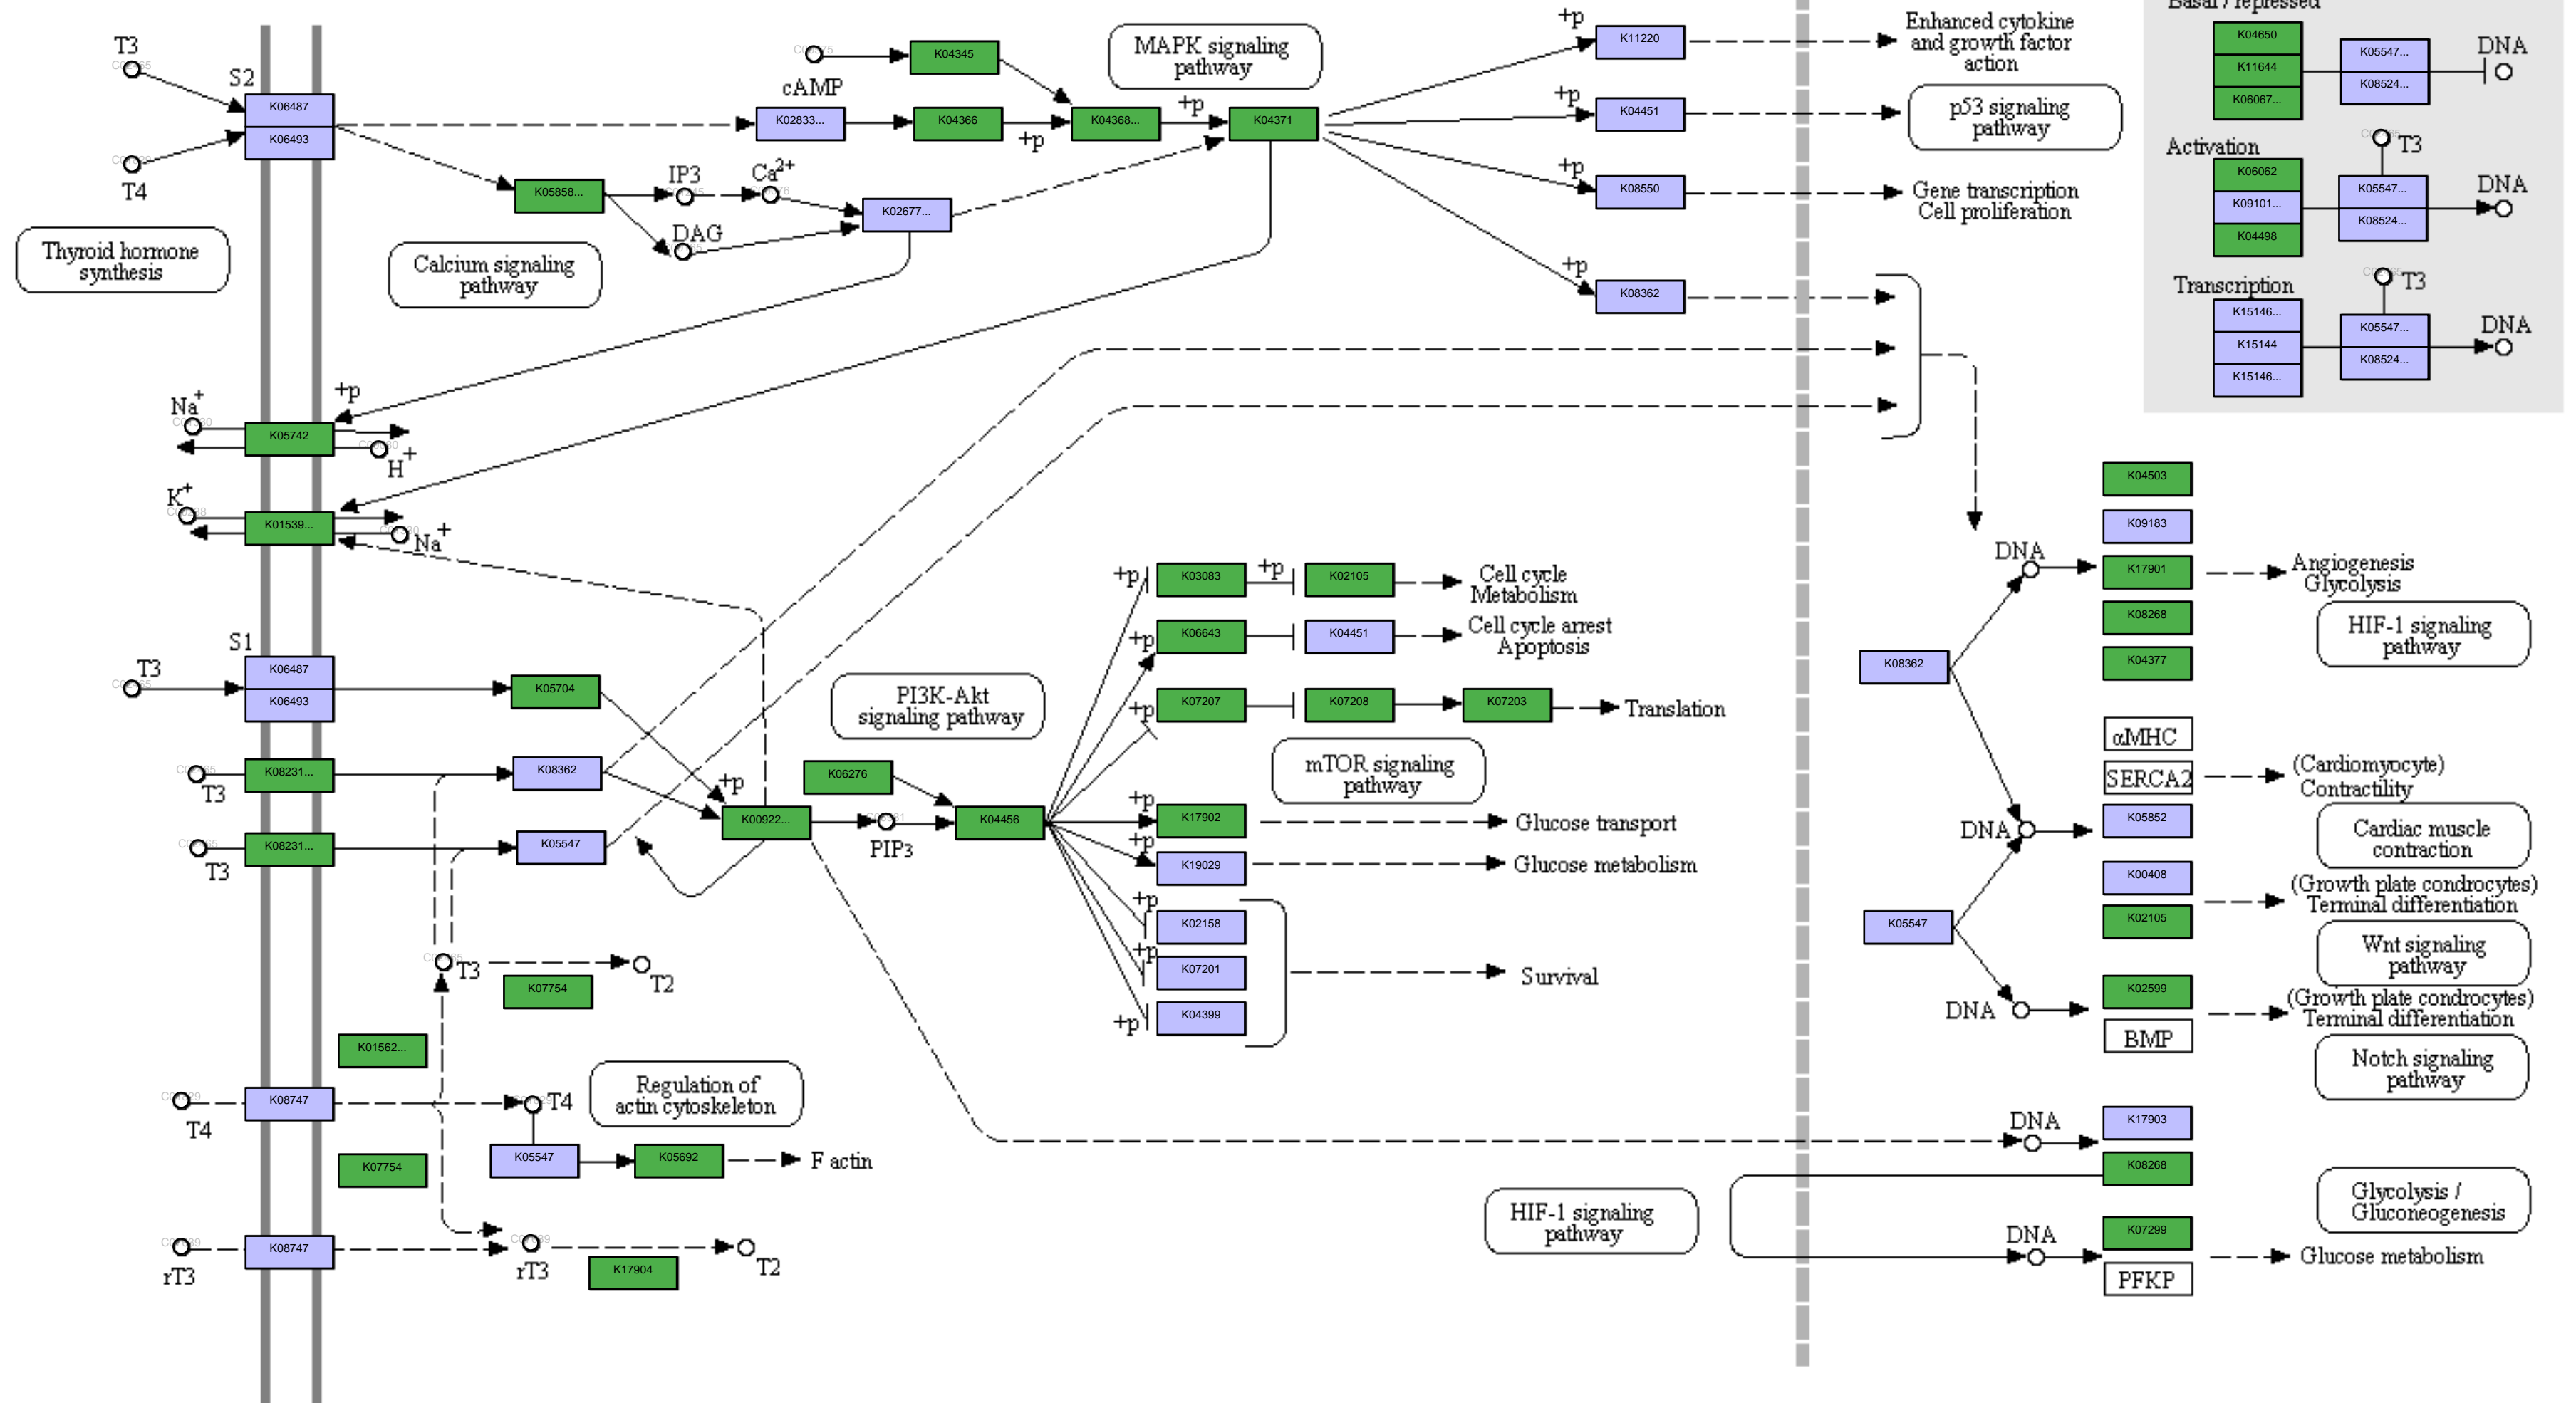 Basal / repressed
K04650
K11644
K06067...
K05547...
K08524...
DNA
Activation
K06062
K09101...
K04498
T3
K05547...
K08524...
DNA
Transcription
K15146...
K15144
K15146...
T3
K05547...
K08524...
DNA
T3
S2
K06487
K06493
T4
Thyroid hormone
synthesis
K04345
cAMP
K02833...
K04366
+p
K04368...
+p
K04371
MAPK signaling
pathway
K05858...
IP3
Ca2+
DAG
K02677...
Calcium signaling
pathway
+p
K11220
Enhanced cytokine
and growth factor
action
+p
K04451
p53 signaling
pathway
+p
K08550
Gene transcription
Cell proliferation
+p
K08362
+p
Na+
K05742
H+
K+
K01539...
Na+
S1
T3
K06487
K06493
K05704
T3
K08231...
K08362
T3
K08231...
K05547
+p
K00922...
PIP3
K06276
K04456
PI3K-Akt
signaling pathway
+p
K03083
+p
K02105
Cell cycle
Metabolism
+p
K06643
K04451
Cell cycle arrest
Apoptosis
+p
K07207
K07208
K07203
Translation
mTOR signaling
pathway
+p
K17902
Glucose transport
+p
K19029
Glucose metabolism
+p
K02158
+p
K07201
Survival
+p
K04399
T3
K07754
T2
K01562...
T4
K08747
T4
Regulation of
actin cytoskeleton
K07754
K05547
K05692
F actin
rT3
K08747
rT3
K17904
T2
K08362
K05547
DNA
K04503
K09183
K17901
K08268
K04377
Angiogenesis
Glycolysis
HIF-1 signaling
pathway
DNA
αMHC
SERCA2
K05852
(Cardiomyocyte)
Contractility
Cardiac muscle
contraction
K00408
K02105
(Growth plate condrocytes)
Terminal differentiation
Wnt signaling
pathway
DNA
K02599
BMP
(Growth plate condrocytes)
Terminal differentiation
Notch signaling
pathway
DNA
K17903
K08268
HIF-1 signaling
pathway
Glycolysis /
Gluconeogenesis
DNA
K07299
PFKP
Glucose metabolism